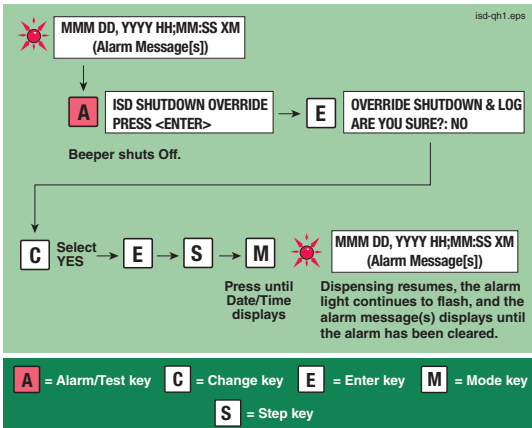 isd-qh1.eps
MMM DD, YYYY HH;MM:SS XM
(Alarm Message[s])
A
ISD SHUTDOWN OVERRIDE
PRESS <ENTER>
E
OVERRIDE SHUTDOWN & LOG
ARE YOU SURE?: NO
Beeper shuts Off.
C
Select
YES
E
S
M
MMM DD, YYYY HH;MM:SS XM
(Alarm Message[s])
Press until
Date/Time
displays
Dispensing resumes, the alarm
light continues to flash, and the
alarm message(s) displays until
the alarm has been cleared.
A = Alarm/Test key
C = Change key
E = Enter key
M = Mode key
S = Step key